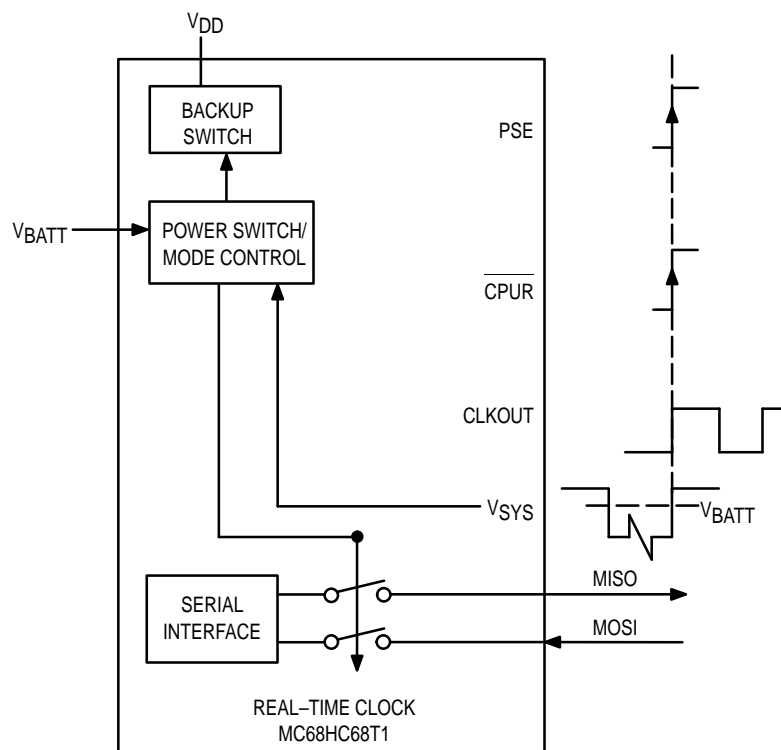 VDD
BACKUP
SWITCH
PSE
VBATT
POWER SWITCH/
MODE CONTROL
CPUR
CLKOUT
VSYS
VBATT
MISO
SERIAL
INTERFACE
MOSI
REAL–TIME CLOCK
MC68HC68T1